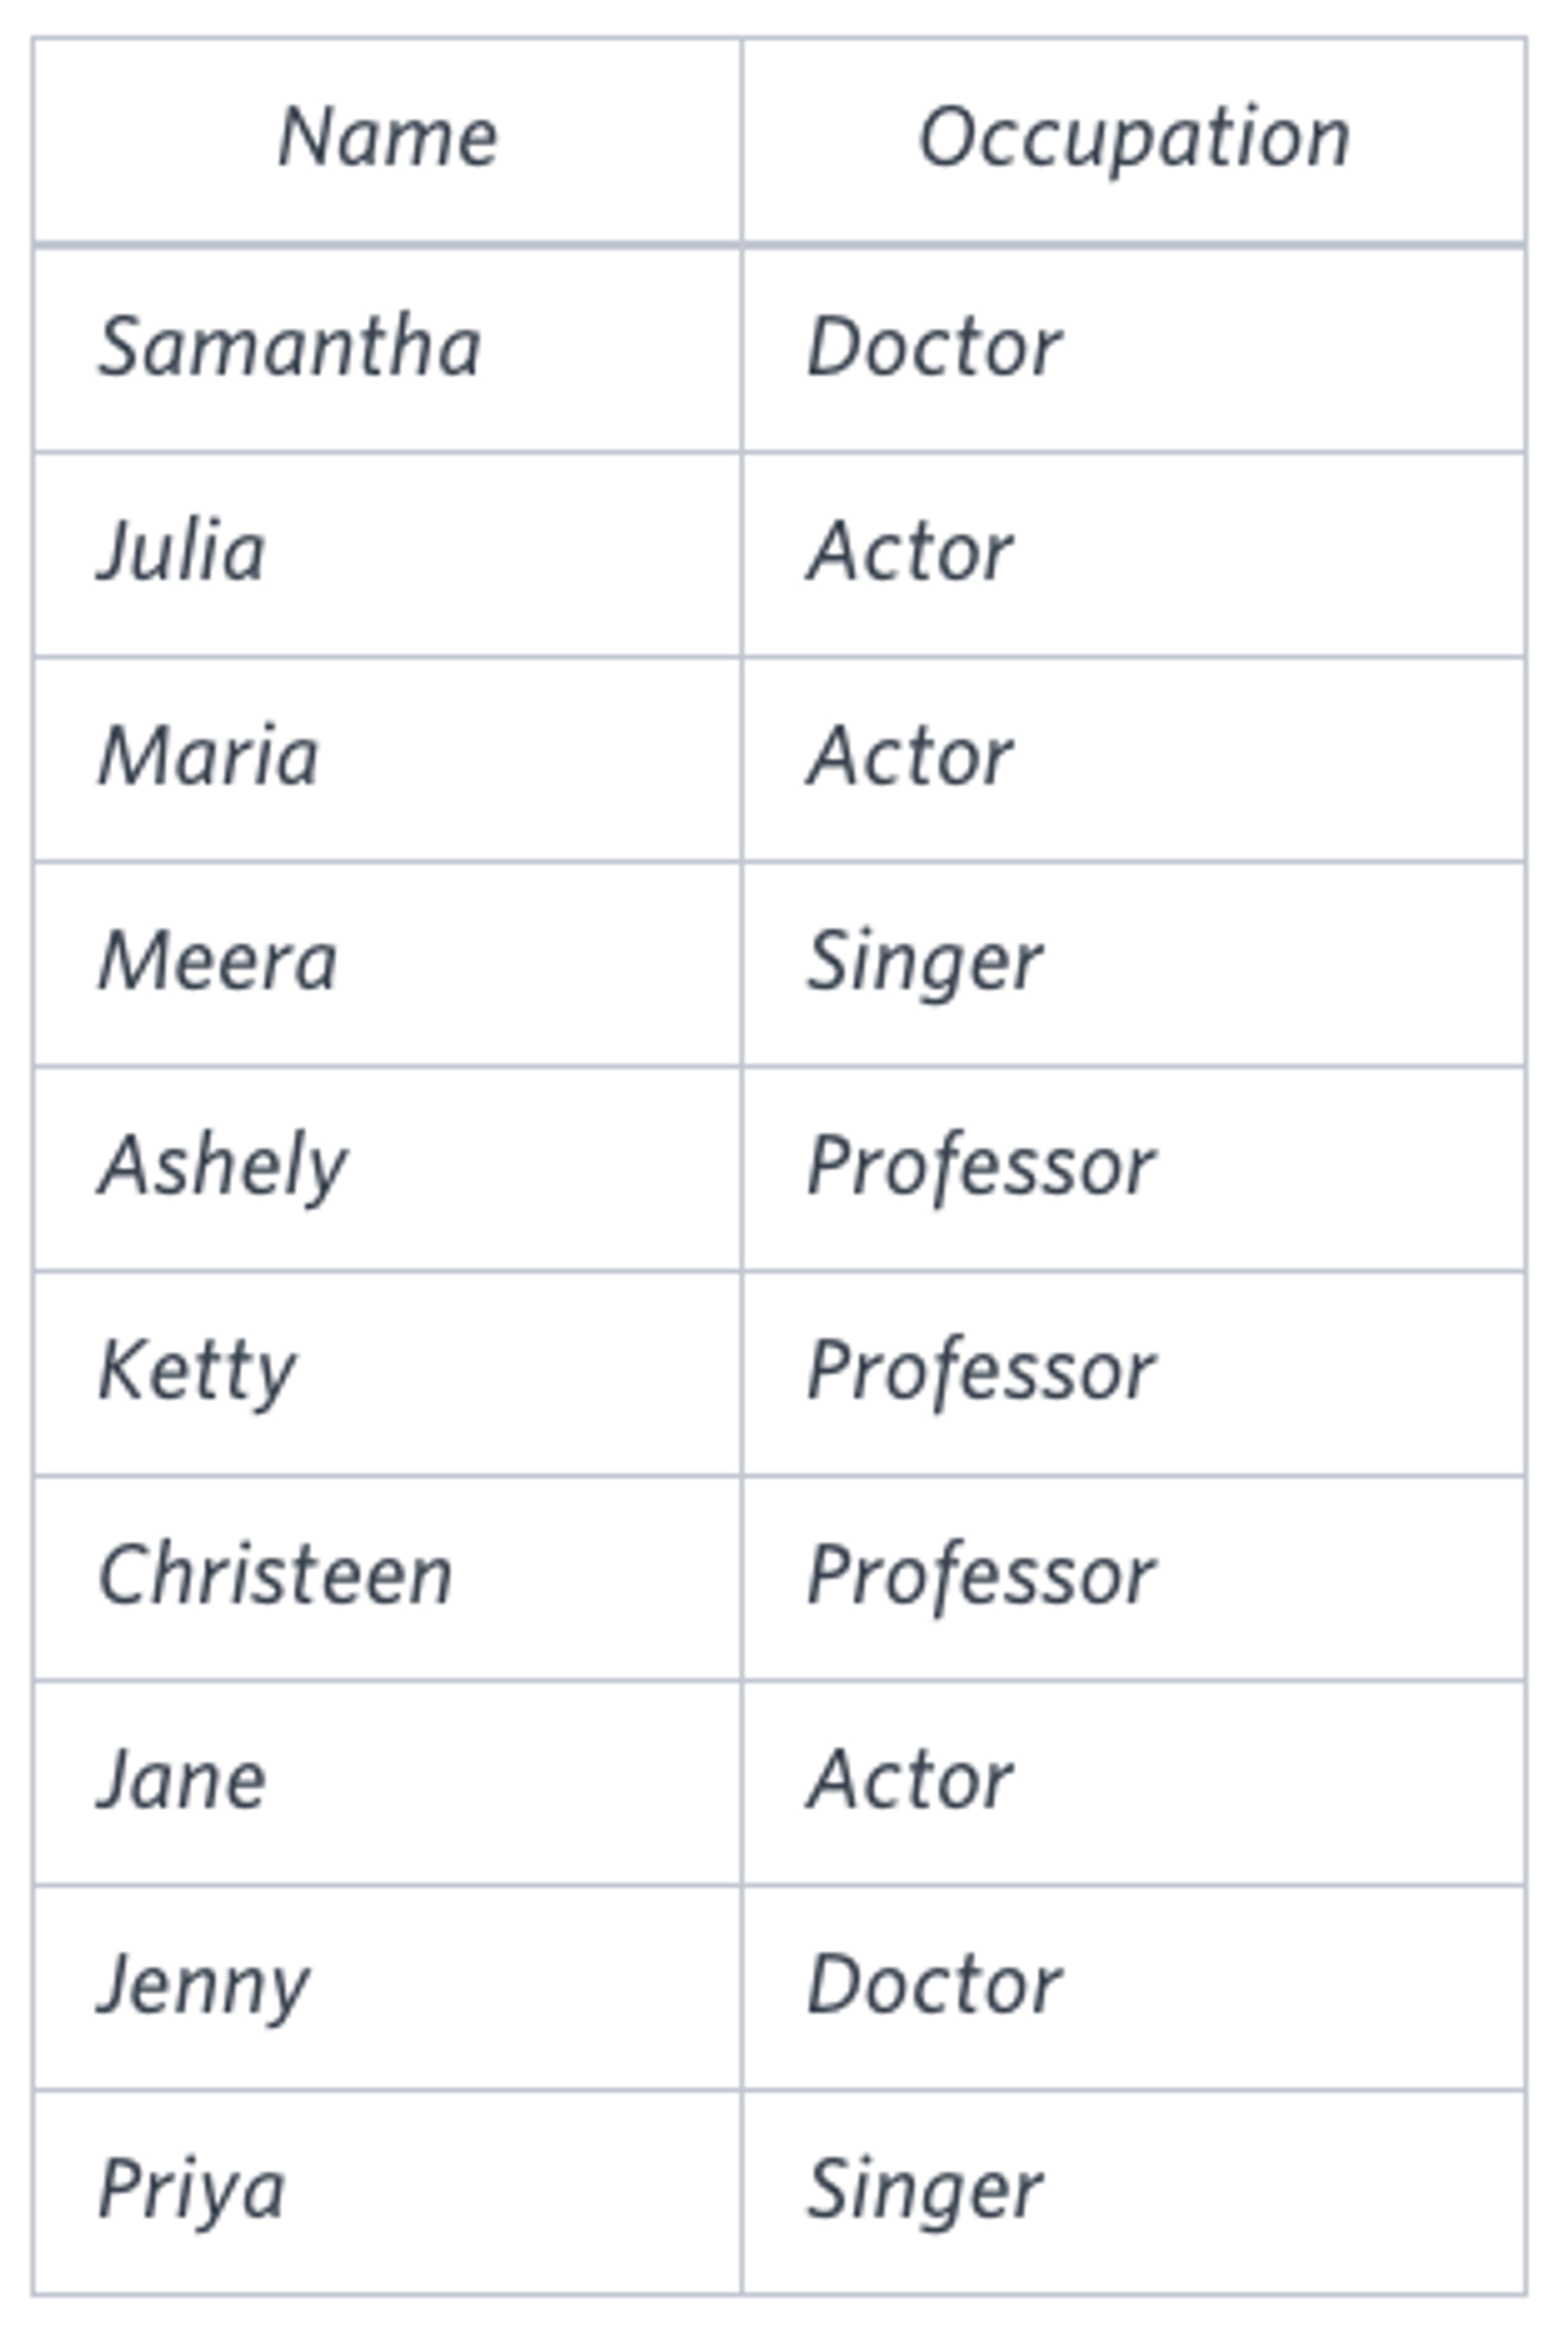 Name Occupation
Samantha Doctor
Julia Actor
Maria Actor
Meera Singer
Ashely Professor
Ketty Professor
Christeen Professor
Jane Actor
Jenny Doctor
Priya Singer